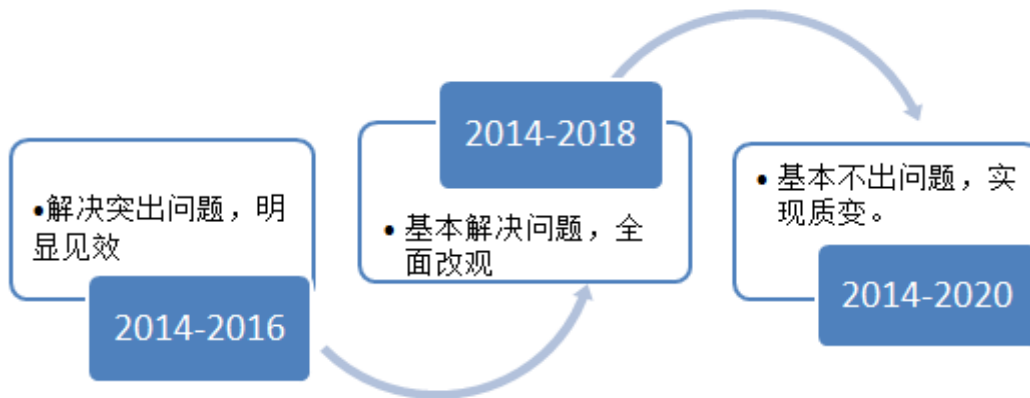 •解决突出问题，明
显见效
2014-2016
2014-2018
• 基本解决问题，全
面改观
• 基本不出问题，实
现质变。
2014-2020